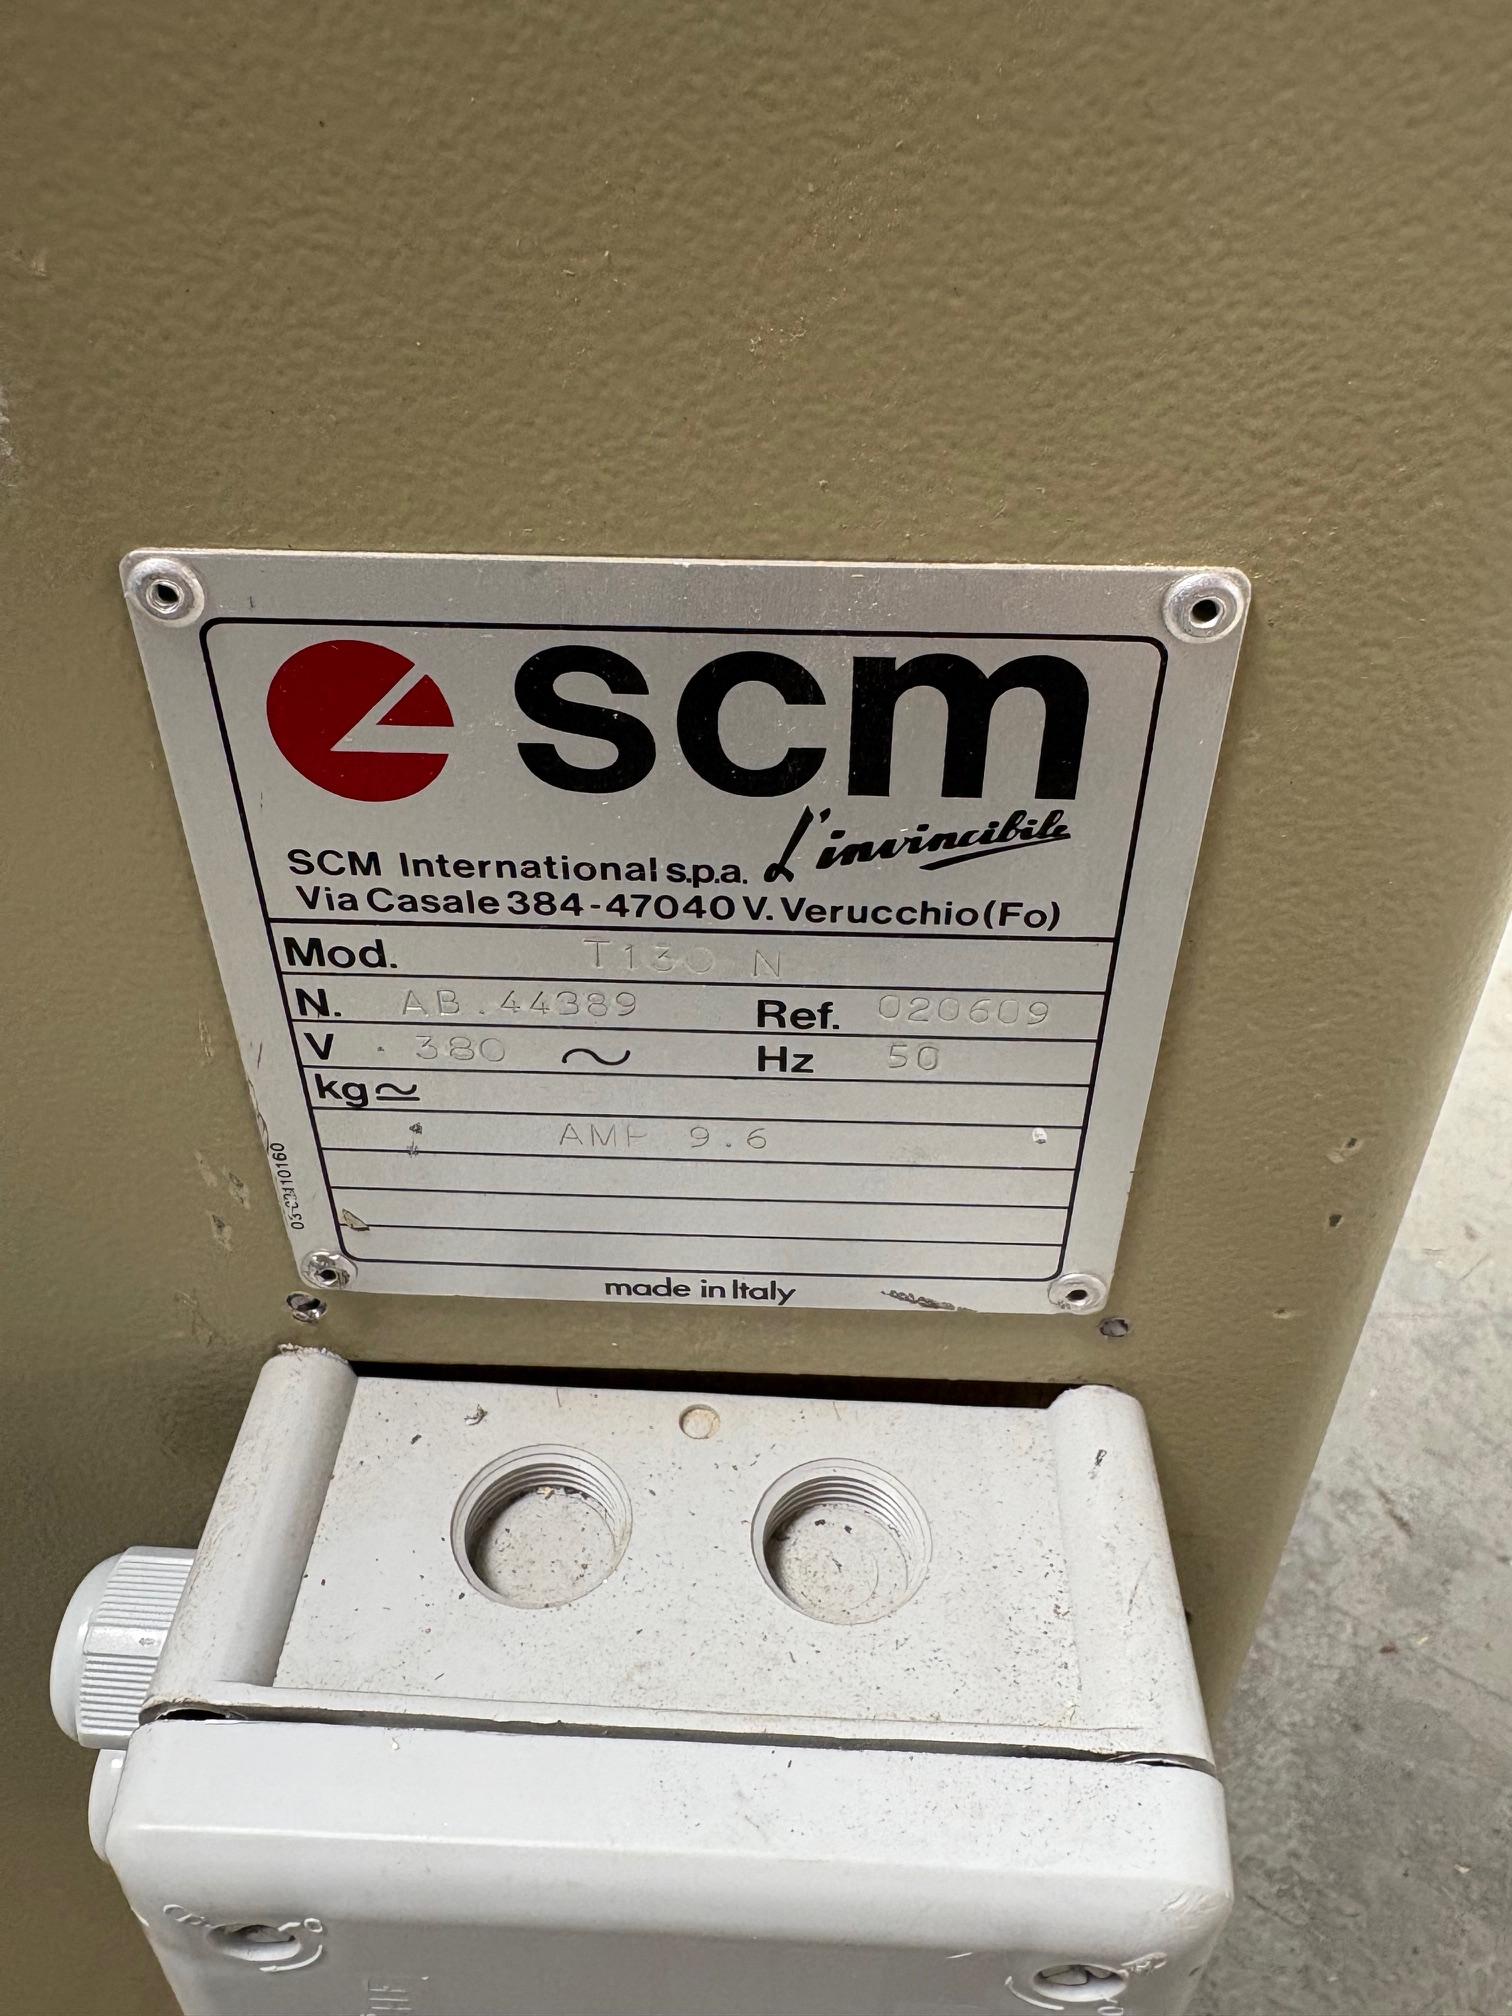 scm
L'invincibile
SCM International s.p.a.
Via Casale 384-47040 V. Verucchio (Fo)
Mod. T130 N
N. AB.44389 Ref. 020609
V . 380 ~ Hz 50
kg≃
AMP 9.6
made in Italy